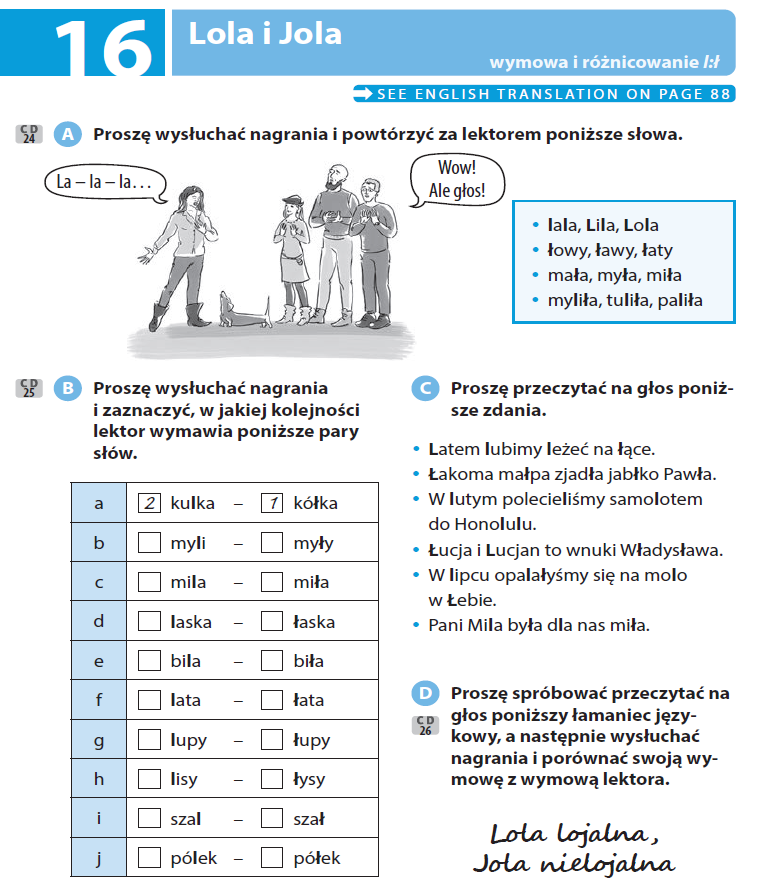 16
Lola i Jola
wymowa i różnicowanie l:ł
SEE ENGLISH TRANSLATION ON PAGE 88
CD 24
A
Proszę wysłuchać nagrania i powtórzyć za lektorem poniższe słowa.
La – la – la…
Wow!
Ale głos!
• lala, Lila, Lola
• łowy, ławy, łaty
• mała, myła, miła
• myliła, tuliła, paliła
CD 25
B
Proszę wysłuchać nagrania
i zaznaczyć, w jakiej kolejności
lektor wymawia poniższe pary
słów.
a 2 kulka – 1 kółka
b myli – myły
c mila – miła
d laska – łaska
e bila – biła
f lata – łata
g lupy – łupy
h lisy – łysy
i szal – szał
j pólek – półek
C
Proszę przeczytać na głos poniż-
sze zdania.
• Latem lubimy leżeć na łące.
• Łakoma małpa zjadła jabłko Pawła.
• W lutym polecieliśmy samolotem
do Honolulu.
• Łucja i Lucjan to wnuki Władysława.
• W lipcu opalałyśmy się na molo
w Łebie.
• Pani Mila była dla nas miła.
D
CD 26
Proszę spróbować przeczytać na
głos poniższy łamaniec języ-
kowy, a następnie wysłuchać
nagrania i porównać swoją wy-
mowę z wymową lektora.
Lola lojalna,
Jola nielojalna